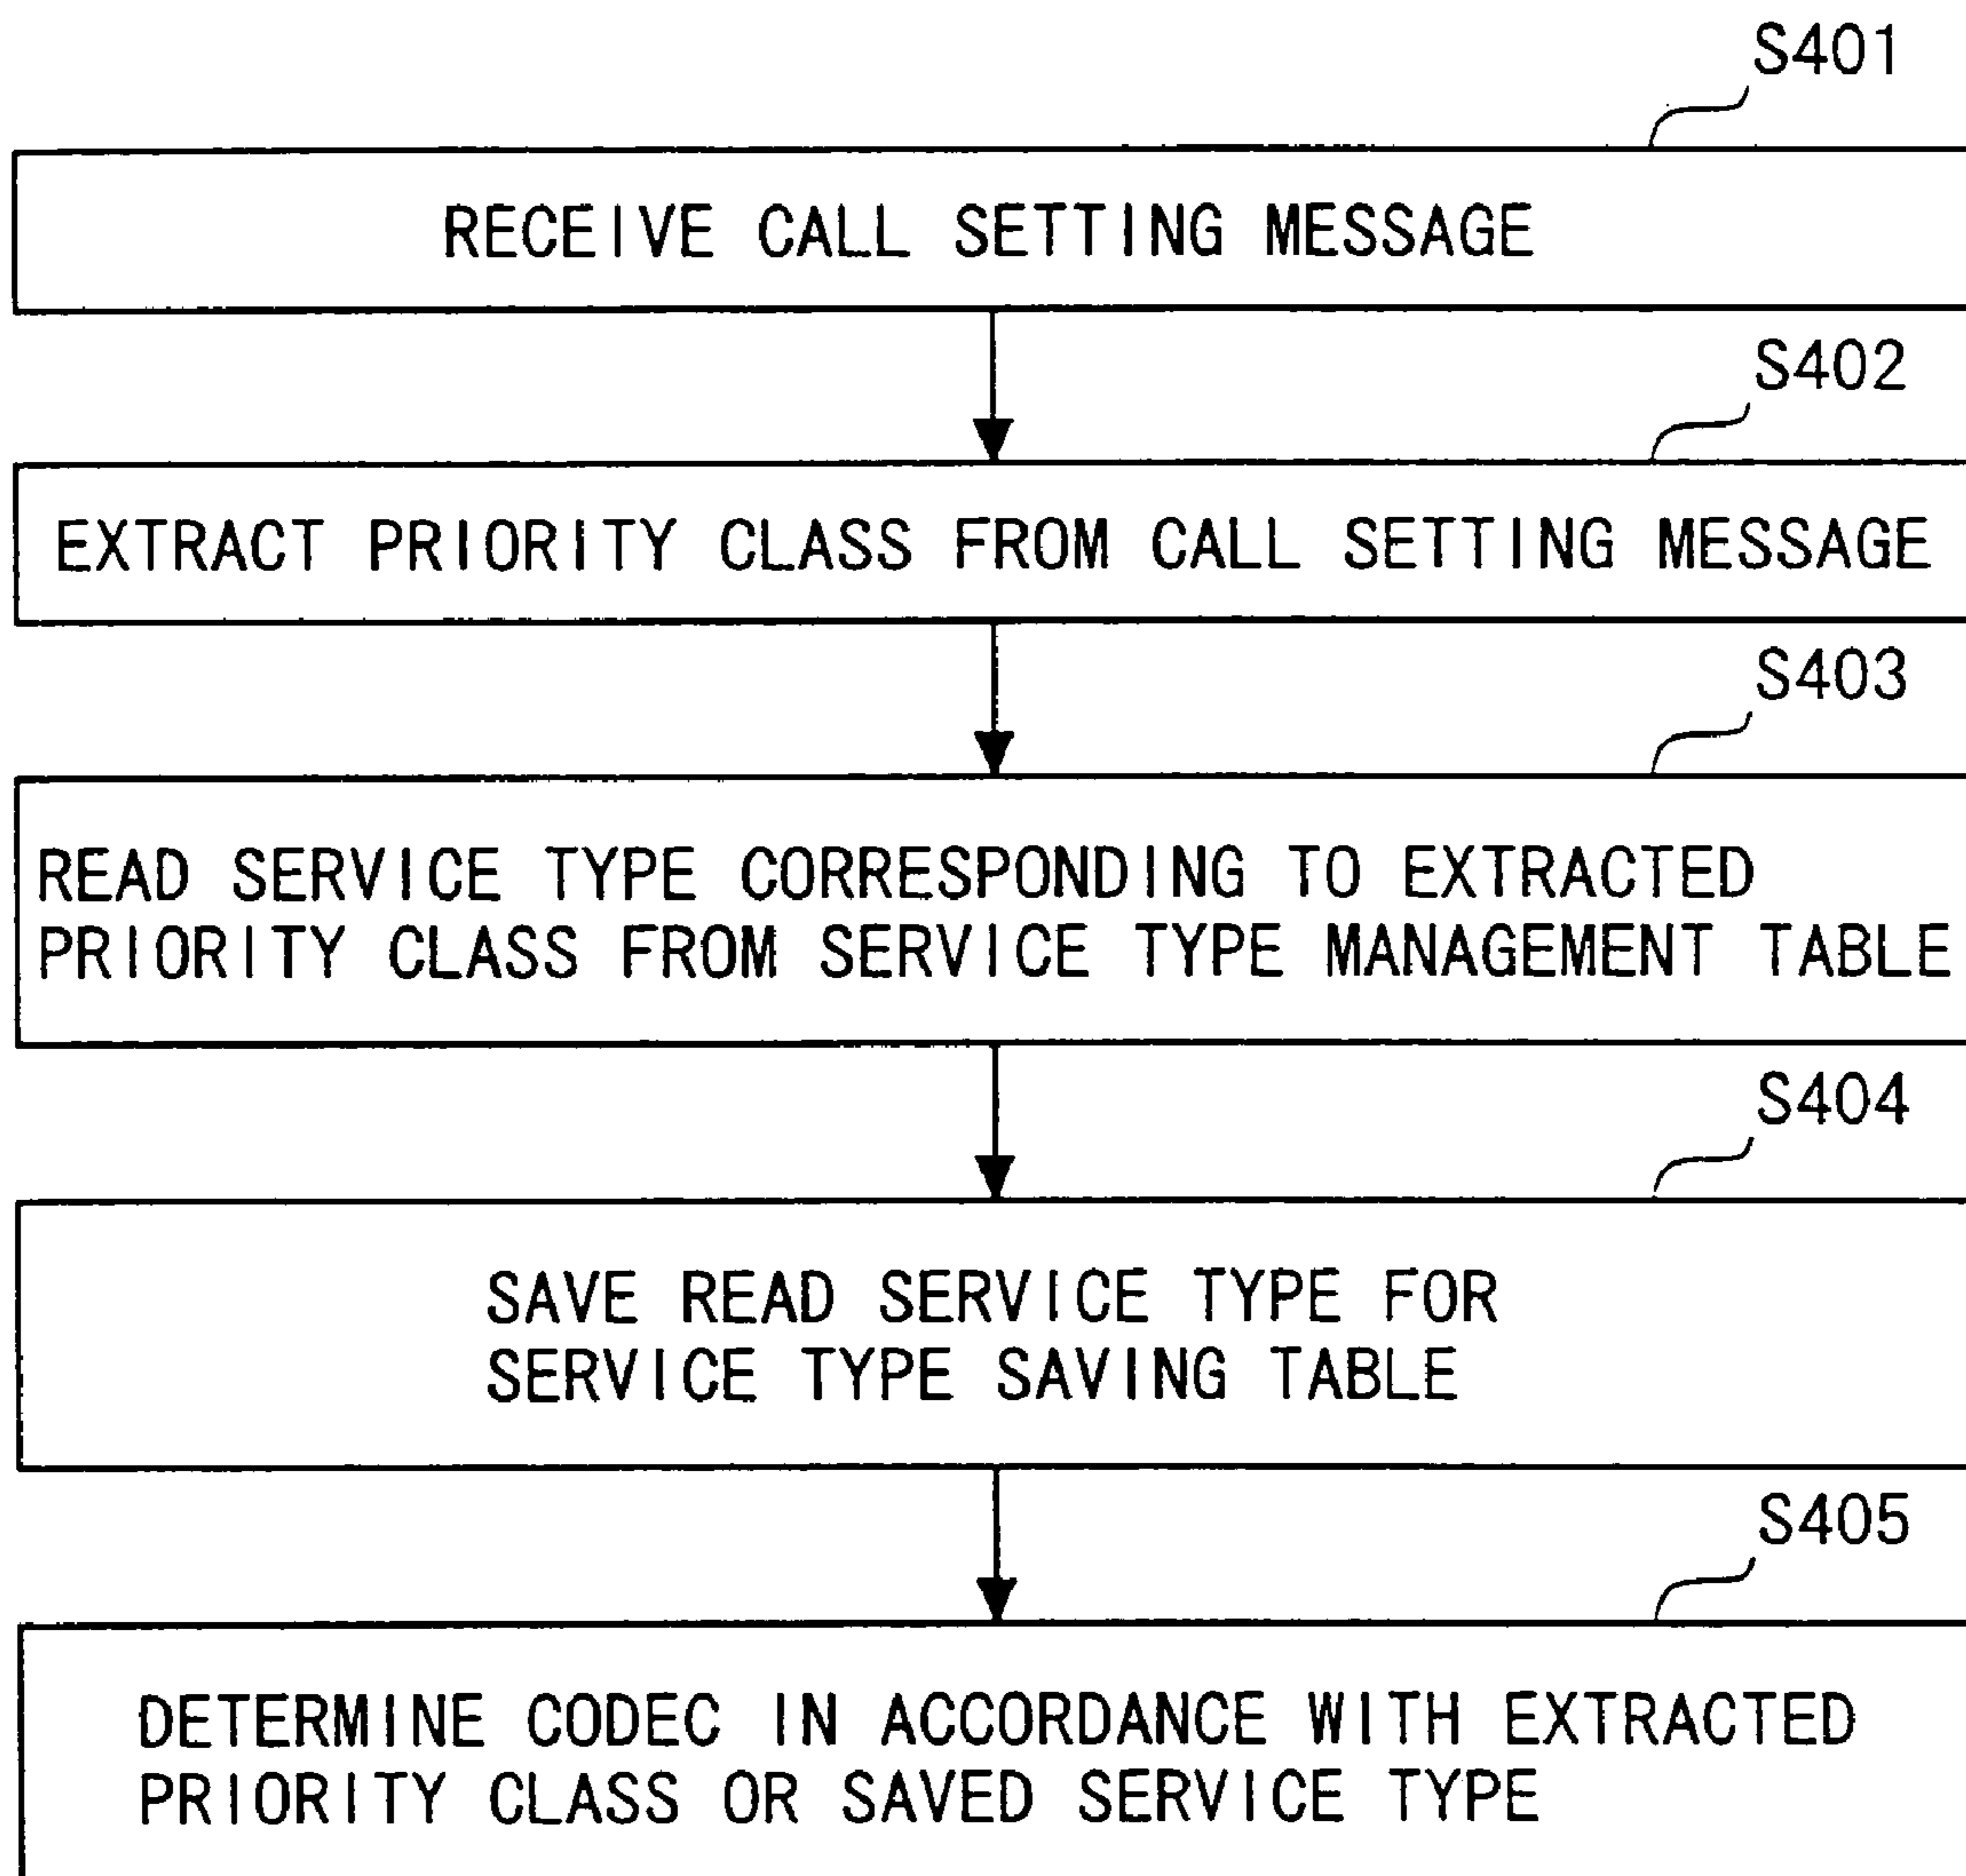 S401
RECEIVE CALL SETTING MESSAGE
S402
EXTRACT PRIORITY CLASS FROM CALL SETTING MESSAGE
S403
READ SERVICE TYPE CORRESPONDING TO EXTRACTED
PRIORITY CLASS FROM SERVICE TYPE MANAGEMENT TABLE
S404
SAVE READ SERVICE TYPE FOR
SERVICE TYPE SAVING TABLE
S405
DETERMINE CODEC IN ACCORDANCE WITH EXTRACTED
PRIORITY CLASS OR SAVED SERVICE TYPE